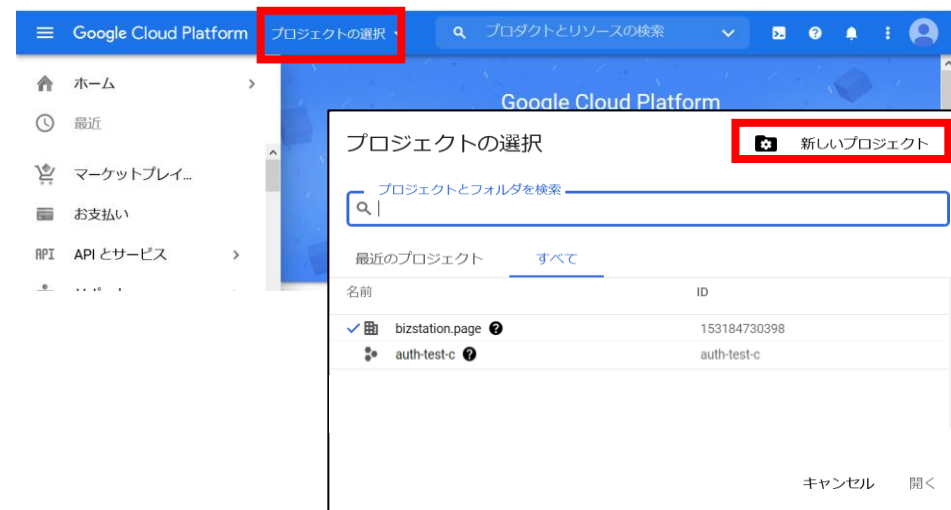 Google Cloud Platform プロジェクトの選択 プロダクトとリソースの検索
ホーム
最近
マーケットプレイ...
お支払い
API API とサービス
Google Cloud Platform
プロジェクトの選択 新しいプロジェクト
プロジェクトとフォルダを検索
最近のプロジェクト すべて
名前 ID
bizstation.page 153184730398
auth-test-c auth-test-c
キャンセル 開く